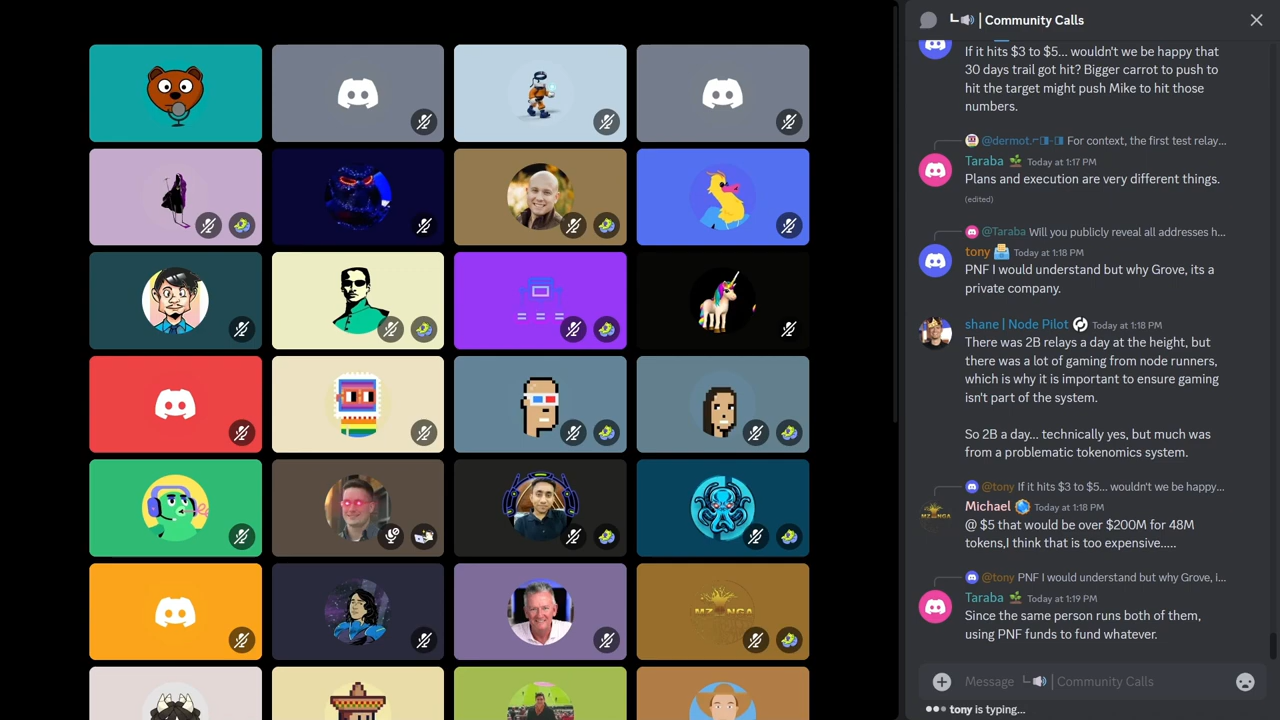 ┗🔊 | Community Calls
If it hits $3 to $5... wouldn't we be happy that
30 days trail got hit? Bigger carrot to push to
hit the target might push Mike to hit those
numbers.
@dermot. For context, the first test relay...
Taraba Today at 1:17 PM
Plans and execution are very different things.
(edited)
@Taraba Will you publicly reveal all addresses h...
tony Today at 1:18 PM
PNF I would understand but why Grove, its a
private company.
shane | Node Pilot Today at 1:18 PM
There was 2B relays a day at the height, but
there was a lot of gaming from node runners,
which is why it is important to ensure gaming
isn't part of the system.
So 2B a day... technically yes, but much was
from a problematic tokenomics system.
@tony If it hits $3 to $5... wouldn't we be happy...
Michael Today at 1:18 PM
@ $5 that would be over $200M for 48M
tokens,I think that is too expensive.....
@tony PNF I would understand but why Grove, i...
Taraba Today at 1:19 PM
Since the same person runs both of them,
using PNF funds to fund whatever.
Message ┗🔊 | Community Calls
tony is typing...
MZ NGA
MZ NGA